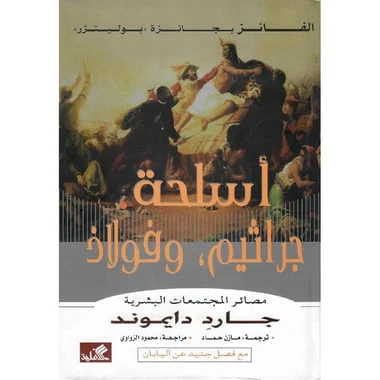 الفائز بجائزة «بوليتزر»
أسلحة،
جراثيم، وفولاذ
مصائر المجتمعات البشرية
جارد دايموند
• ترجمة: مازن حماد • مراجعة: محمود الزواوي
مع فصل جديد عن اليابان